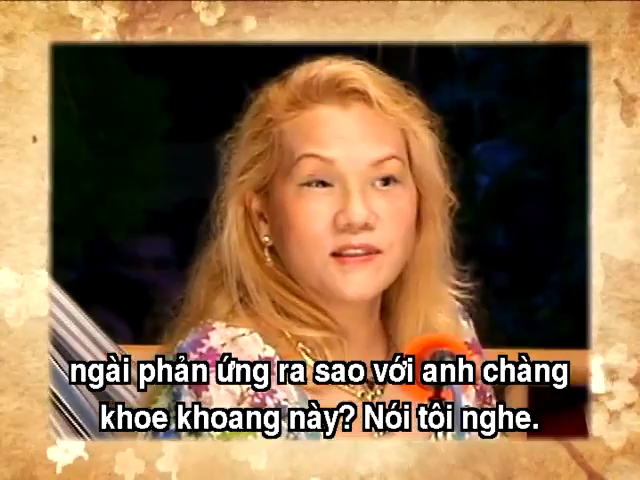 ngài phản ứng ra sao với anh chàng
khoe khoang này? Nói tôi nghe.